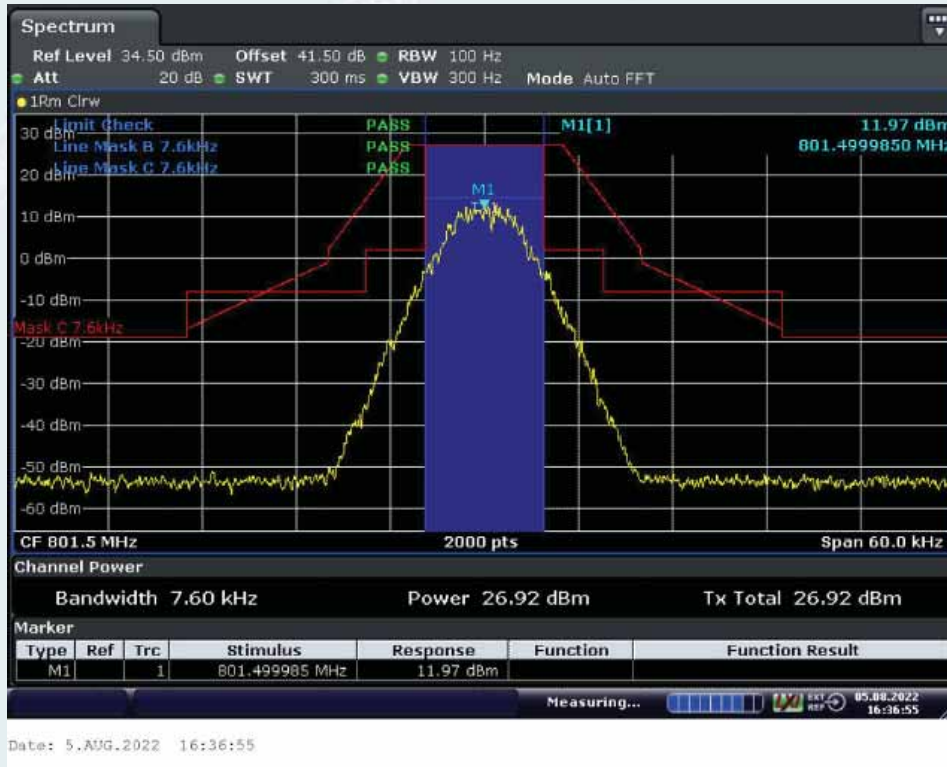 Spectrum
Ref Level 34.50 dBm Offset 41.50 dB RBW 100 Hz
Att 20 dB SWT 300 ms VBW 300 Hz Mode Auto FFT
1Rm Clrw
Limit Check PASS M1[1] 11.97 dBm
30 dBm
Line Mask B 7.6kHz PASS 801.4999850 MHz
Line Mask C 7.6kHz PASS
20 dBm
M1
10 dBm
0 dBm
-10 dBm
Mask C 7.6kHz
-20 dBm
-30 dBm
-40 dBm
-50 dBm
-60 dBm
CF 801.5 MHz 2000 pts Span 60.0 kHz
Channel Power
Bandwidth 7.60 kHz Power 26.92 dBm Tx Total 26.92 dBm
Marker
Type Ref Trc Stimulus Response Function Function Result
M1 1 801.499985 MHz 11.97 dBm
Measuring... EXT REF 05.08.2022
16:36:55
Date: 5.AUG.2022 16:36:55